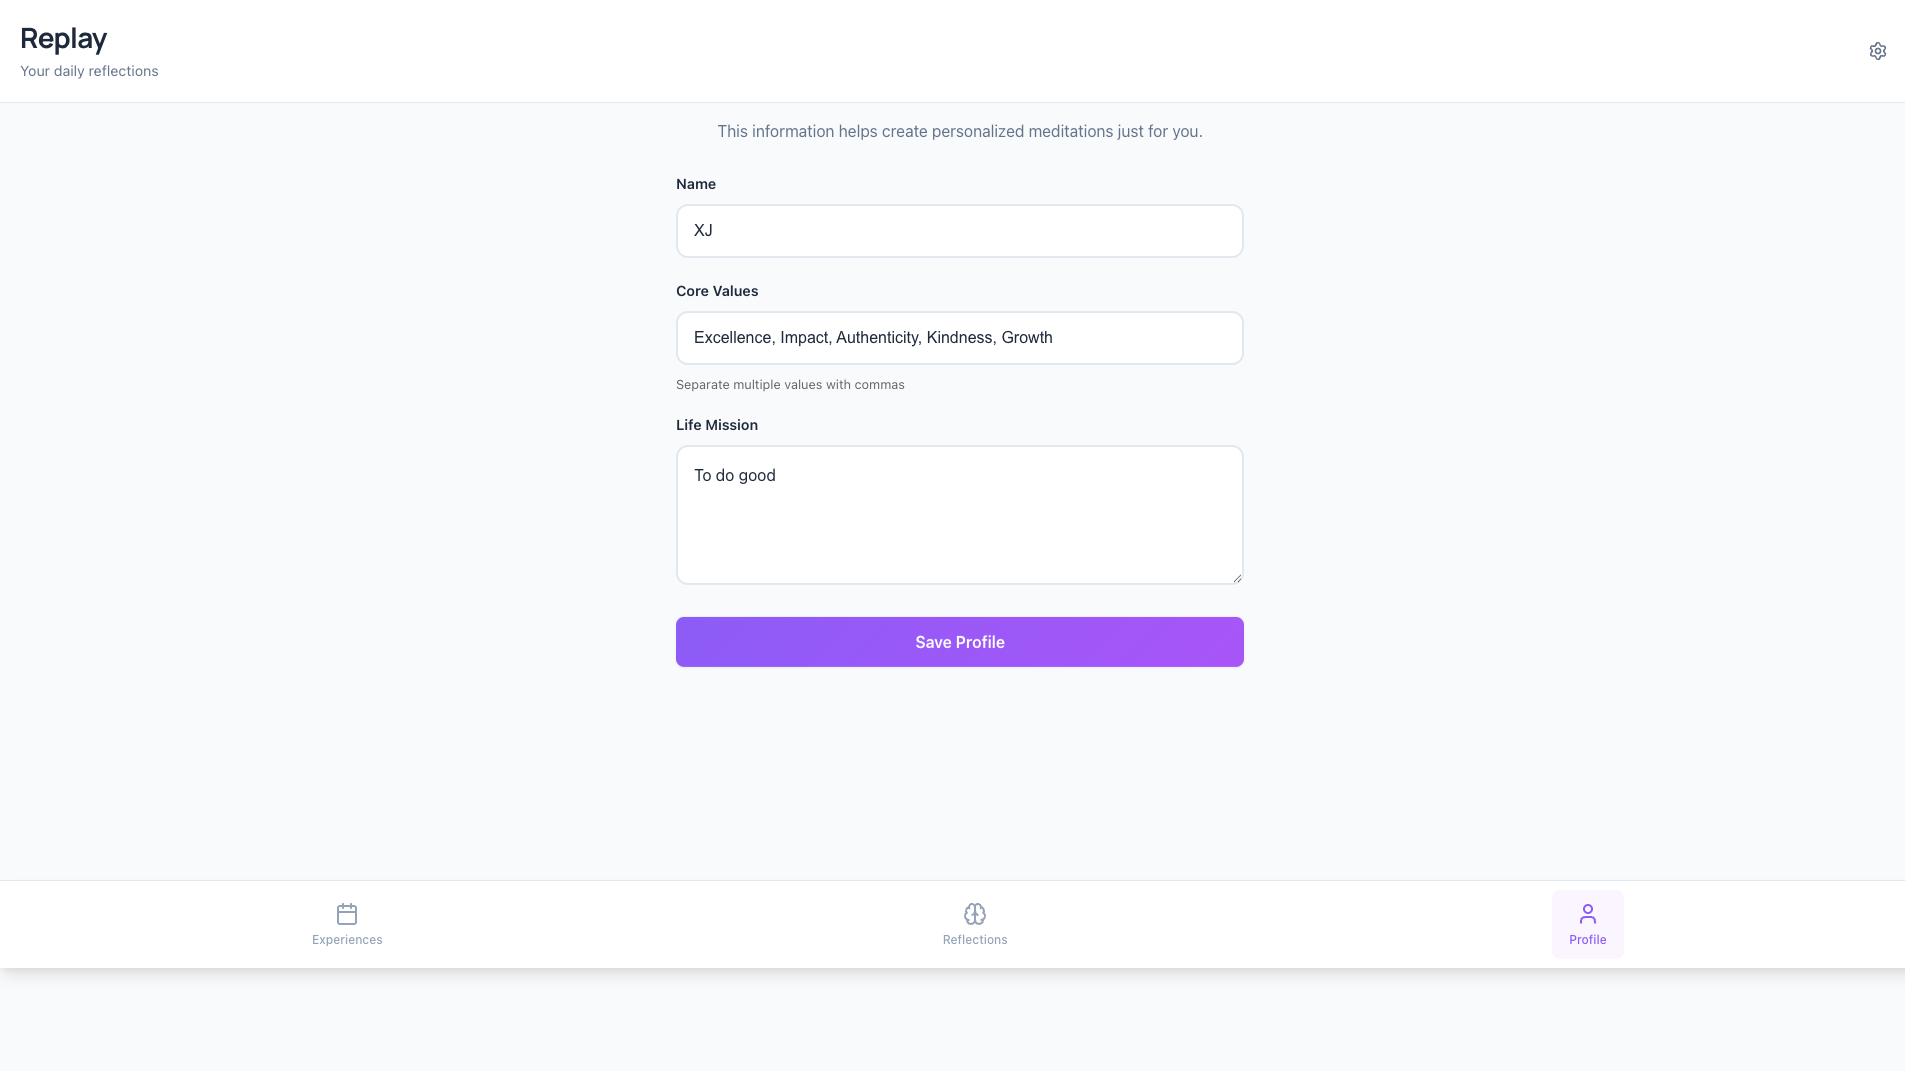 Replay
Your daily reflections
This information helps create personalized meditations just for you.
Name
XJ
Core Values
Excellence, Impact, Authenticity, Kindness, Growth
Separate multiple values with commas
Life Mission
To do good
Save Profile
Experiences
Reflections
Profile